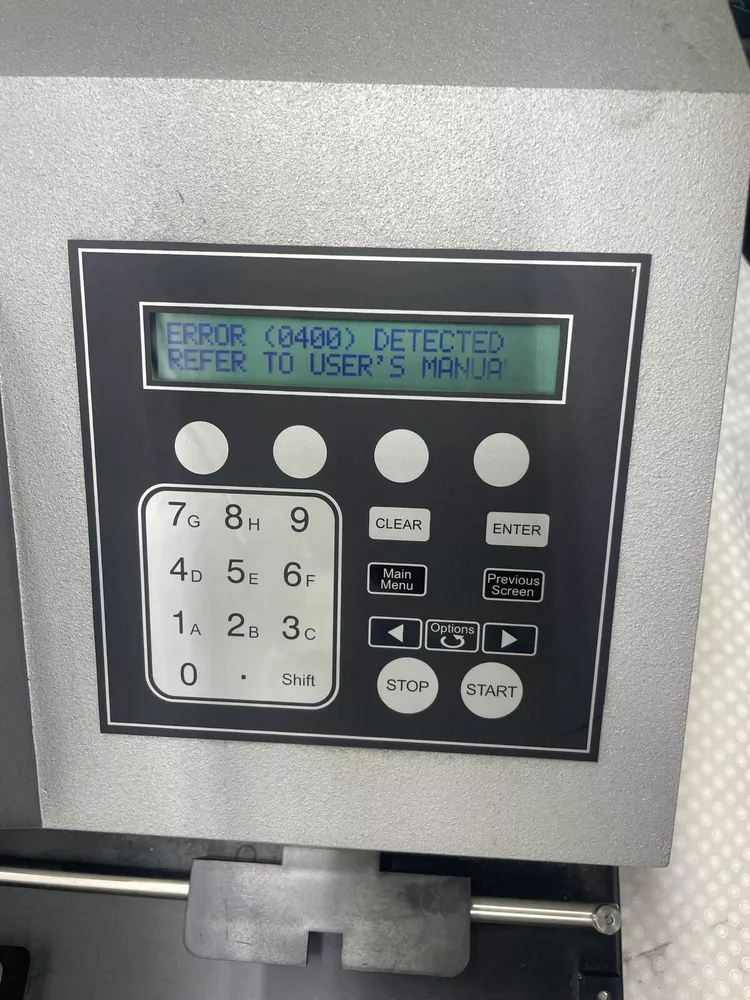 ERROR (0400) DETECTED
REFER TO USER'S MANUA
7G 8H 9
4D 5E 6F
1A 2B 3C
0 . Shift
CLEAR ENTER
Main Menu
Previous Screen
Options
STOP START